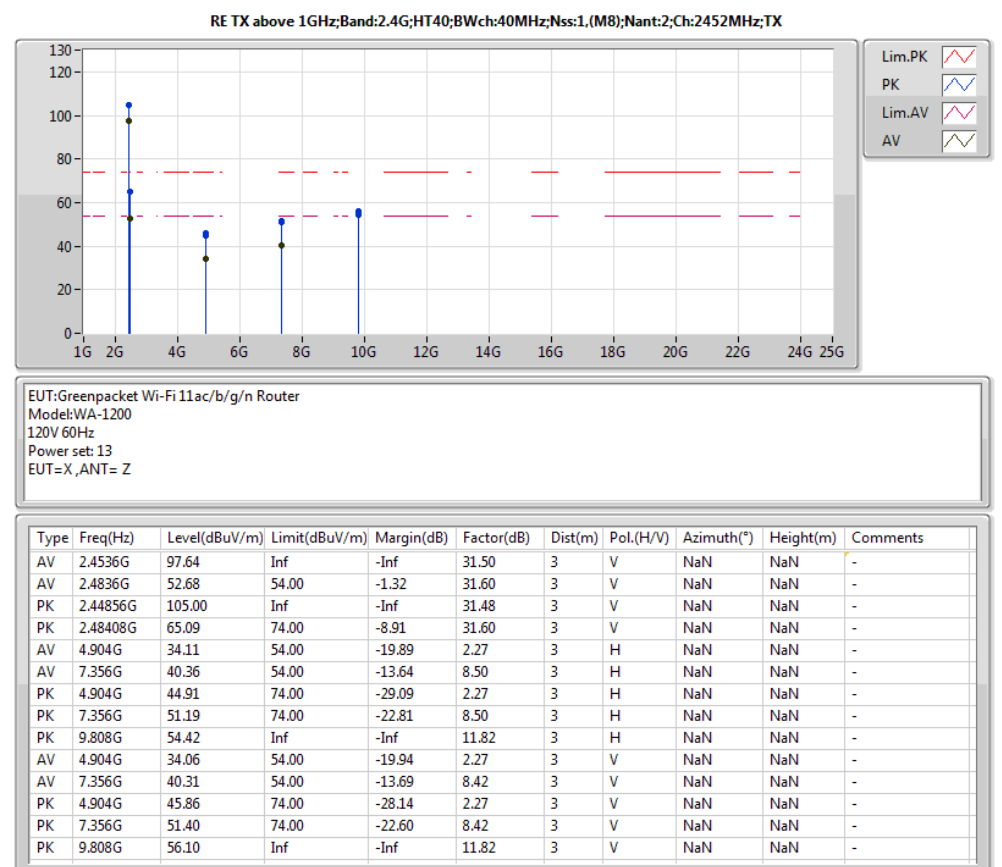 RE TX above 1GHz;Band:2.4G;HT40;BWch:40MHz;Nss:1,(M8);Nant:2;Ch:2452MHz;TX
130
120
100
80
60
40
20
0
1G 2G 4G 6G 8G 10G 12G 14G 16G 18G 20G 22G 24G 25G
Lim.PK
PK
Lim.AV
AV
EUT:Greenpacket Wi-Fi 11ac/b/g/n Router
Model:WA-1200
120V 60Hz
Power set: 13
EUT=X ,ANT= Z
Type Freq(Hz) Level(dBuV/m) Limit(dBuV/m) Margin(dB) Factor(dB) Dist(m) Pol.(H/V) Azimuth(°) Height(m) Comments
AV 2.4536G 97.64 Inf -Inf 31.50 3 V NaN NaN -
AV 2.4836G 52.68 54.00 -1.32 31.60 3 V NaN NaN -
PK 2.44856G 105.00 Inf -Inf 31.48 3 V NaN NaN -
PK 2.48408G 65.09 74.00 -8.91 31.60 3 V NaN NaN -
AV 4.904G 34.11 54.00 -19.89 2.27 3 H NaN NaN -
AV 7.356G 40.36 54.00 -13.64 8.50 3 H NaN NaN -
PK 4.904G 44.91 74.00 -29.09 2.27 3 H NaN NaN -
PK 7.356G 51.19 74.00 -22.81 8.50 3 H NaN NaN -
PK 9.808G 54.42 Inf -Inf 11.82 3 H NaN NaN -
AV 4.904G 34.06 54.00 -19.94 2.27 3 V NaN NaN -
AV 7.356G 40.31 54.00 -13.69 8.42 3 V NaN NaN -
PK 4.904G 45.86 74.00 -28.14 2.27 3 V NaN NaN -
PK 7.356G 51.40 74.00 -22.60 8.42 3 V NaN NaN -
PK 9.808G 56.10 Inf -Inf 11.82 3 V NaN NaN -